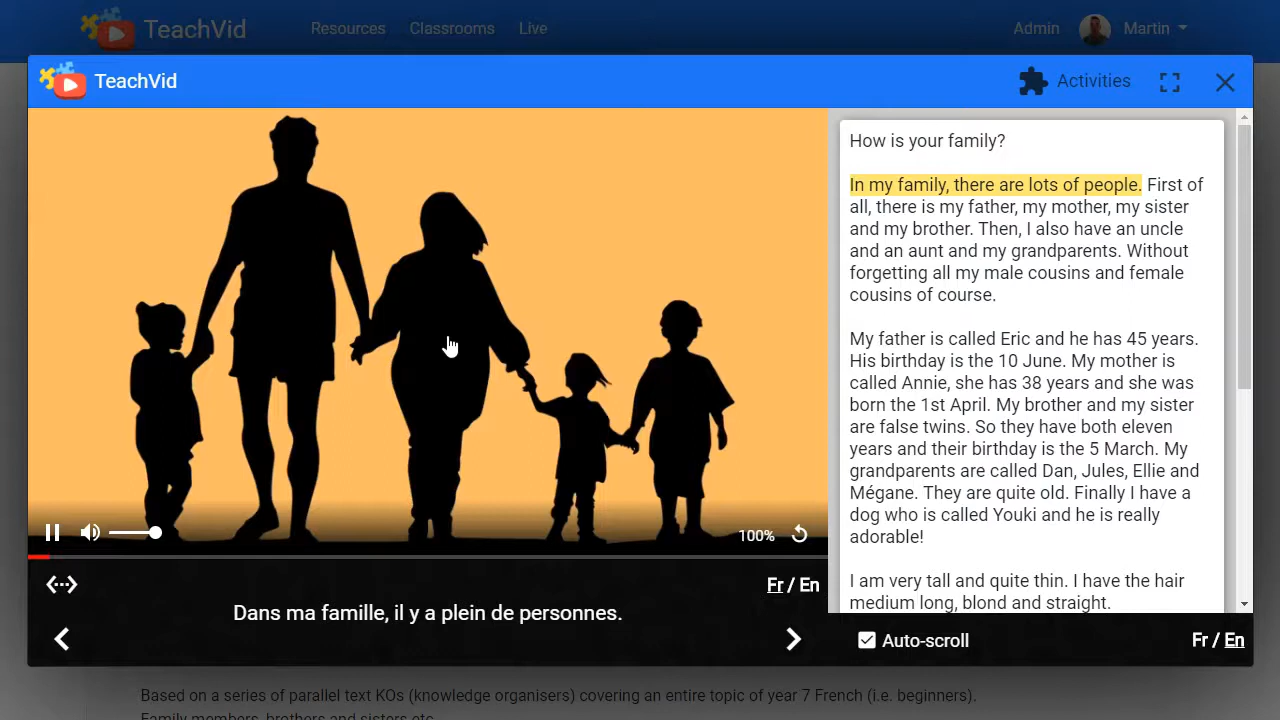 TeachVid
Resources
Classrooms
Live
Admin
Martin
TeachVid
Activities
How is your family?
In my family, there are lots of people. First of
all, there is my father, my mother, my sister
and my brother. Then, I also have an uncle
and an aunt and my grandparents. Without
forgetting all my male cousins and female
cousins of course.
My father is called Eric and he has 45 years.
His birthday is the 10 June. My mother is
called Annie, she has 38 years and she was
born the 1st April. My brother and my sister
are false twins. So they have both eleven
years and their birthday is the 5 March. My
grandparents are called Dan, Jules, Ellie and
Mégane. They are quite old. Finally I have a
dog who is called Youki and he is really
adorable!
I am very tall and quite thin. I have the hair
medium long, blond and straight.
100%
Fr / En
Dans ma famille, il y a plein de personnes.
Auto-scroll
Fr / En
Based on a series of parallel text KOs (knowledge organisers) covering an entire topic of year 7 French (i.e. beginners).
Family members, brothers and sisters etc